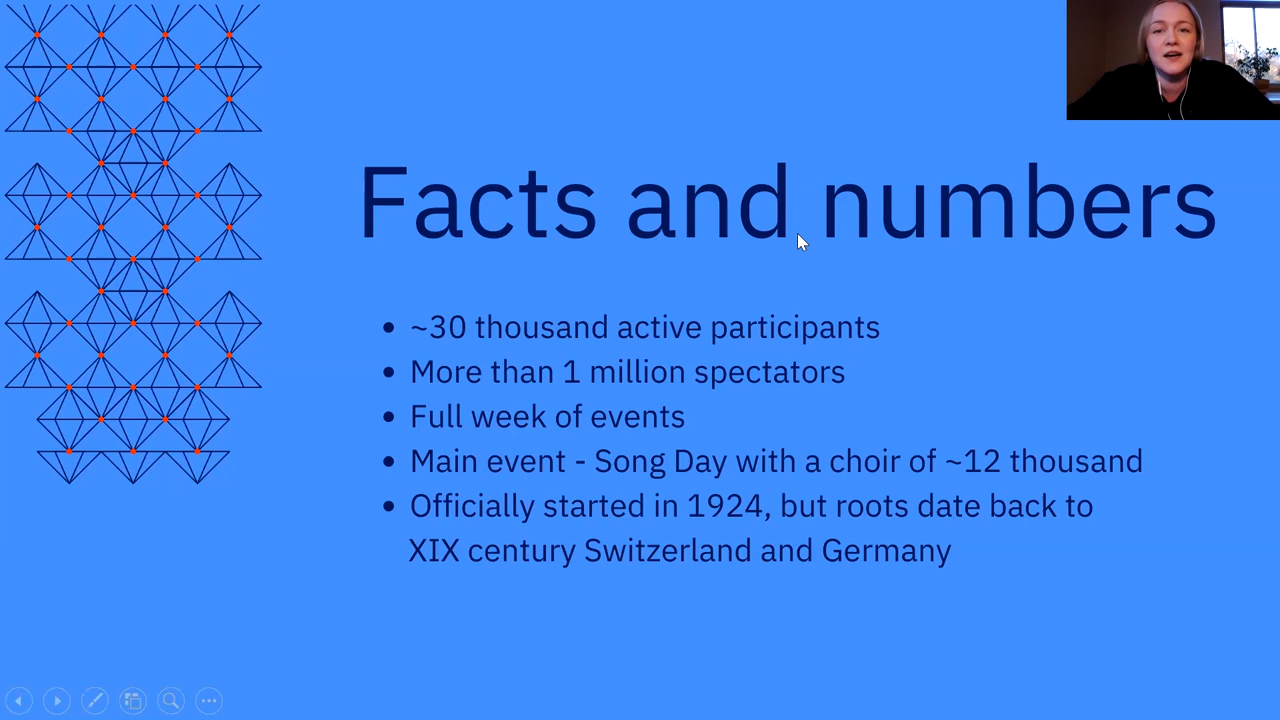 Facts and numbers
• ~30 thousand active participants
• More than 1 million spectators
• Full week of events
• Main event - Song Day with a choir of ~12 thousand
• Officially started in 1924, but roots date back to
XIX century Switzerland and Germany